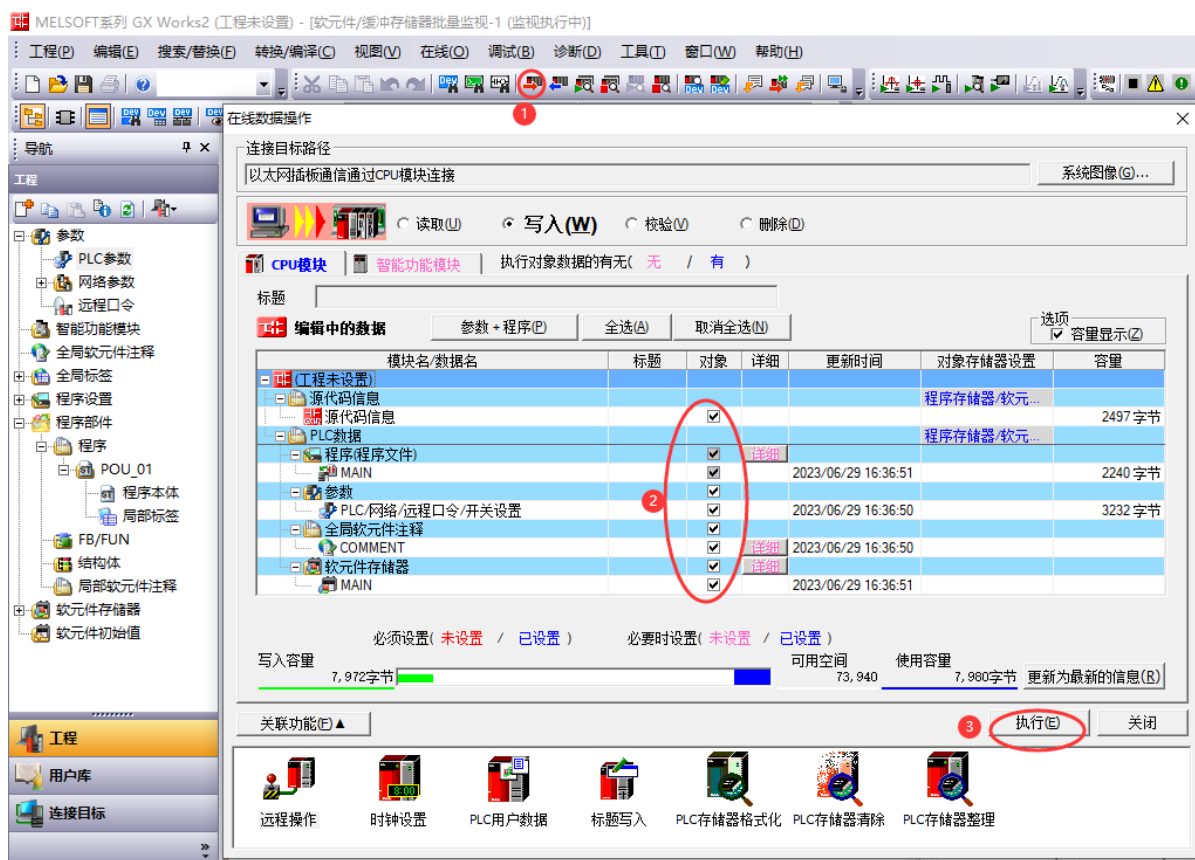 MELSOFT系列 GX Works2 (工程未设置) - [软元件/缓冲存储器批量监视-1 (监视执行中)]
工程(P) 编辑(E) 搜索/替换(F) 转换/编译(C) 视图(V) 在线(O) 调试(B) 诊断(D) 工具(T) 窗口(W) 帮助(H)
1
在线数据操作
导航
工程
参数
PLC参数
网络参数
远程口令
智能功能模块
全局软元件注释
全局标签
程序设置
程序部件
程序
POU_01
程序本体
局部标签
FB/FUN
结构体
局部软元件注释
软元件存储器
软元件初始值
工程
用户库
连接目标
连接目标路径
以太网插板通信通过CPU模块连接
系统图像(G)...
读取(U) 写入(W) 校验(V) 删除(D)
CPU模块 智能功能模块 执行对象数据的有无( 无 / 有 )
标题
编辑中的数据 参数+程序(P) 全选(A) 取消全选(N)
选项
容量显示(Z)
模块名/数据名 标题 对象 详细 更新时间 对象存储器设置 容量
(工程未设置)
源代码信息 程序存储器/软元...
源代码信息 2497 字节
PLC数据 程序存储器/软元...
程序(程序文件) 详细
MAIN 2023/06/29 16:36:51 2240 字节
参数
2
PLC/网络/远程口令/开关设置 2023/06/29 16:36:50 3232 字节
全局软元件注释
COMMENT 详细 2023/06/29 16:36:50
软元件存储器 详细
MAIN 2023/06/29 16:36:51
必须设置( 未设置 / 已设置 ) 必要时设置( 未设置 / 已设置 )
写入容量 可用空间 使用容量
7,972字节 73,940 7,980字节 更新为最新的信息(R)
关联功能(F)▲ 3 执行(E) 关闭
8:00
远程操作 时钟设置 PLC用户数据 标题写入 PLC存储器格式化 PLC存储器清除 PLC存储器整理